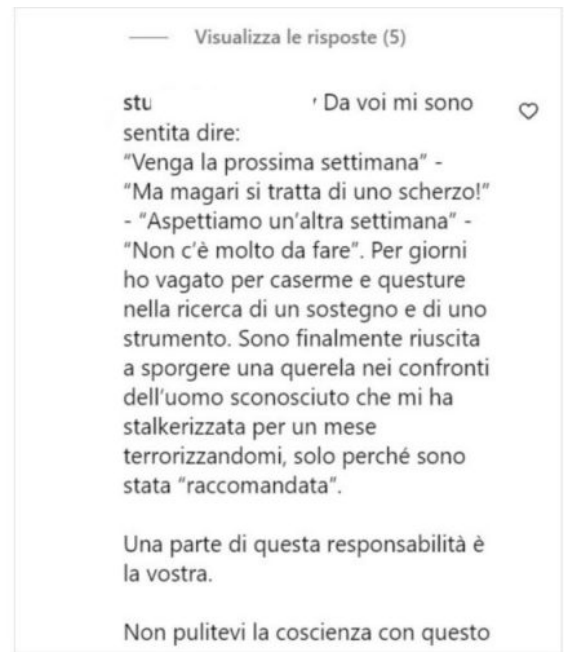 Visualizza le risposte (5)
stu Da voi mi sono
sentita dire:
“Venga la prossima settimana” -
“Ma magari si tratta di uno scherzo!”
- “Aspettiamo un’altra settimana” -
“Non c’è molto da fare”. Per giorni
ho vagato per caserme e questure
nella ricerca di un sostegno e di uno
strumento. Sono finalmente riuscita
a sporgere una querela nei confronti
dell’uomo sconosciuto che mi ha
stalkerizzata per un mese
terrorizzandomi, solo perché sono
stata “raccomandata”.
Una parte di questa responsabilità è
la vostra.
Non pulitevi la coscienza con questo